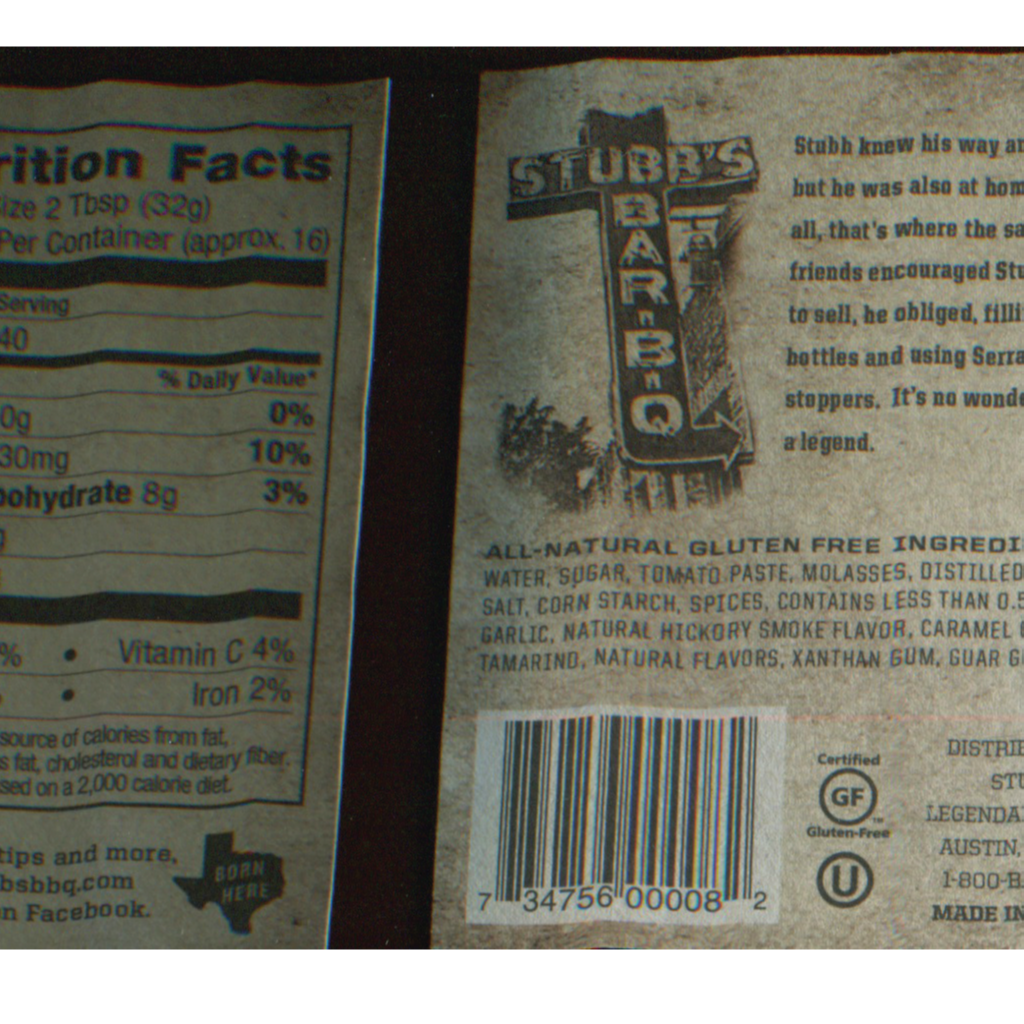 rition Facts
ize 2 Tbsp (32g)
Per Container (approx. 16)
Serving
40
% Daily Value*
0g 0%
30mg 10%
bohydrate 8g 3%
g
% • Vitamin C 4%
• Iron 2%
source of calories from fat,
s fat, cholesterol and dietary fiber.
sed on a 2,000 calorie diet.
tips and more,
bsbbq.com
n Facebook.
BORN
HERE
STUBB'S
BAR-B-Q
Stubb knew his way ar
but he was also at hom
all, that's where the sa
friends encouraged Stu
to sell, he obliged, filli
bottles and using Serra
stoppers. It's no wonde
a legend.
ALL-NATURAL GLUTEN FREE INGREDI
WATER, SUGAR, TOMATO PASTE, MOLASSES, DISTILLED
SALT, CORN STARCH, SPICES, CONTAINS LESS THAN 0.5
GARLIC, NATURAL HICKORY SMOKE FLAVOR, CARAMEL
TAMARIND, NATURAL FLAVORS, XANTHAN GUM, GUAR G
7 34756 00008 2
Certified
GF
TM
Gluten-Free
U
DISTRIB
STU
LEGENDA
AUSTIN,
1-800-B
MADE IN